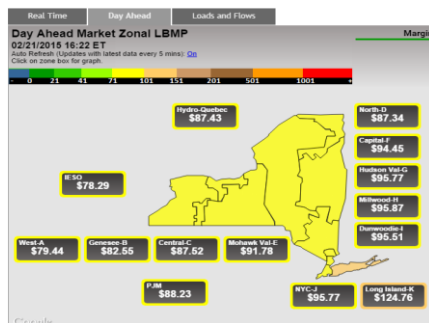 Real Time Day Ahead Loads and Flows
Day Ahead Market Zonal LBMP Margin
02/21/2015 16:22 ET
Auto Refresh (Updates with latest data every 5 mins): On
Click on zone box for graph.
- 0 21 41 71 101 151 201 501 1001 +
Hydro-Quebec
$87.43
North-D
$87.34
Capital-F
$94.45
Hudson Val-G
$95.77
IESO
$78.29
Millwood-H
$95.87
Dunwoodie-I
$95.51
West-A
$79.44
Genesee-B
$82.55
Central-C
$87.52
Mohawk Val-E
$91.78
PJM
$88.23
NYC-J
$95.77
Long Island-K
$124.76